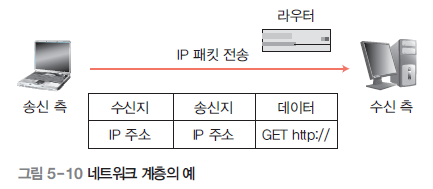 라우터
IP 패킷 전송
송신 측
수신 측
수신지 송신지 데이터
IP 주소 IP 주소 GET http://
그림 5-10 네트워크 계층의 예